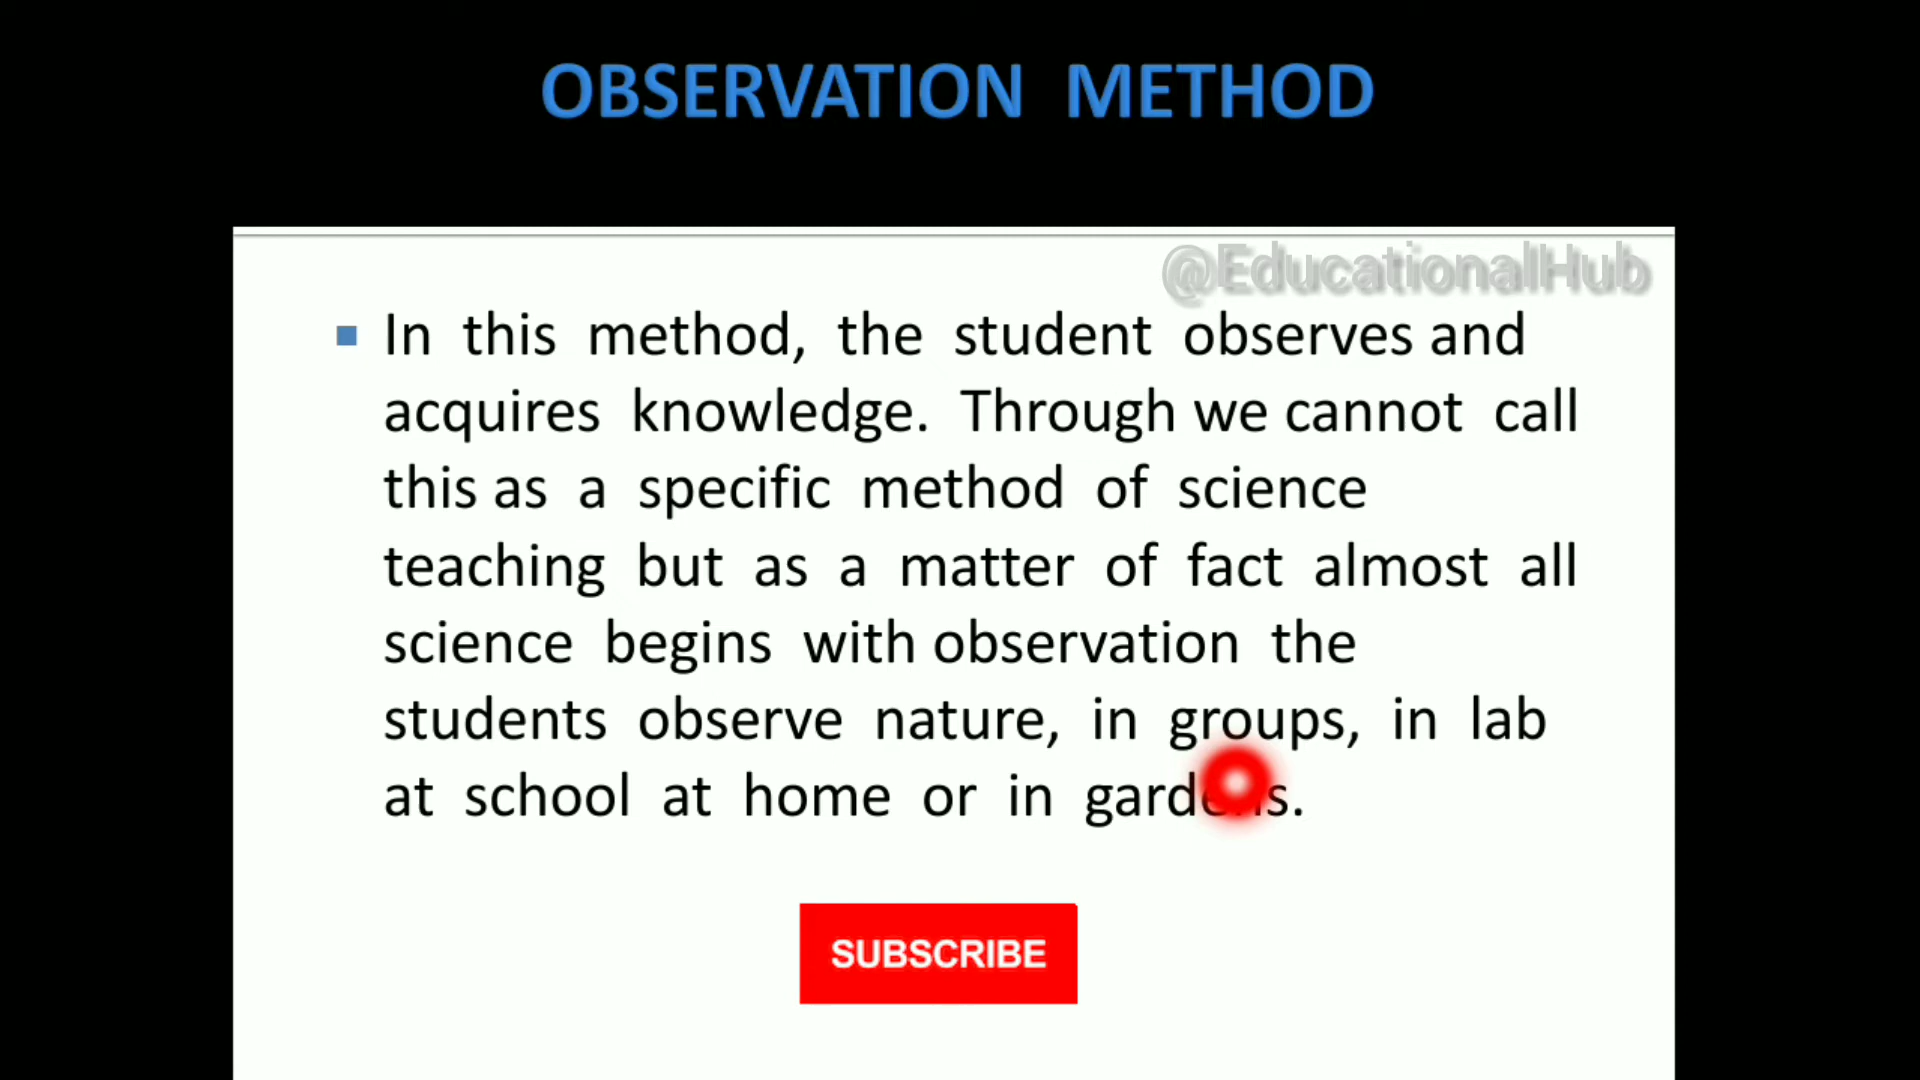 OBSERVATION METHOD
@EducationalHub
In this method, the student observes and
acquires knowledge. Through we cannot call
this as a specific method of science
teaching but as a matter of fact almost all
science begins with observation the
students observe nature, in groups, in lab
at school at home or in gardens.
SUBSCRIBE